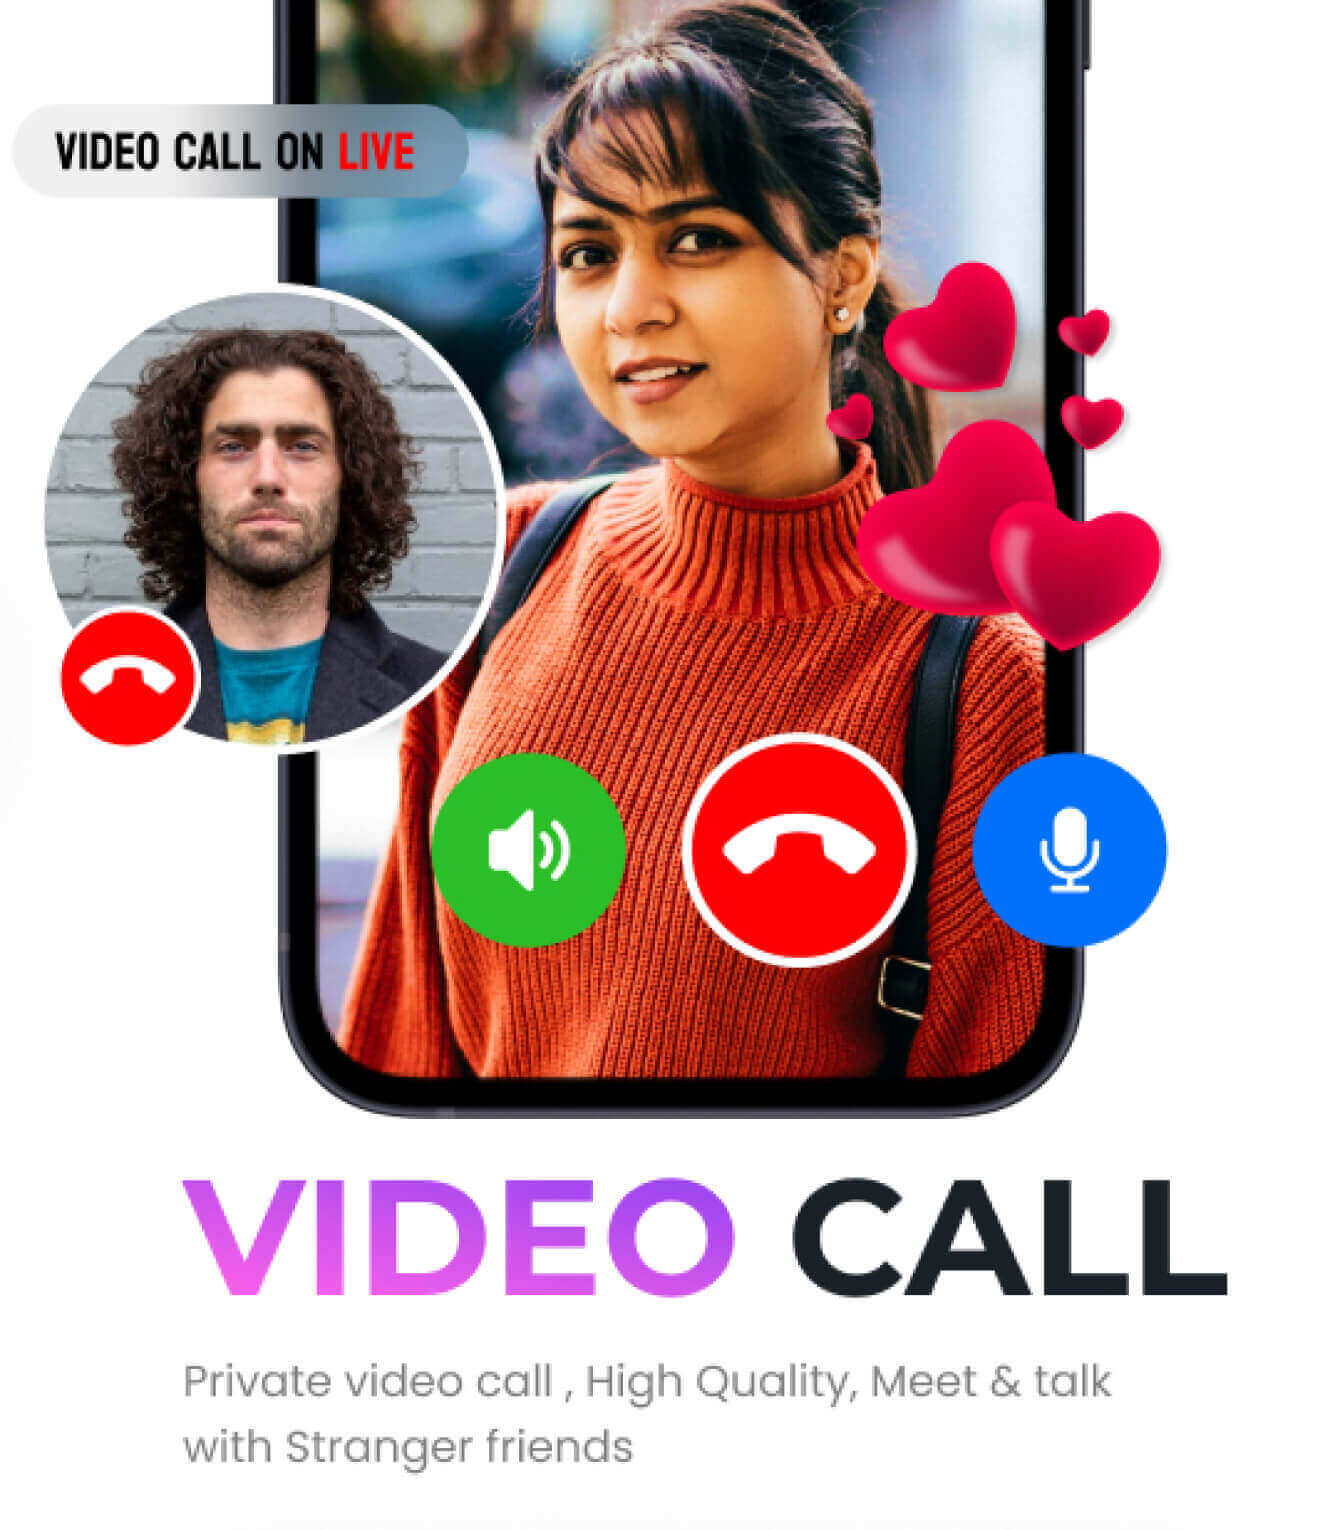 VIDEO CALL ON LIVE
VIDEO CALL
Private video call , High Quality, Meet & talk
with Stranger friends